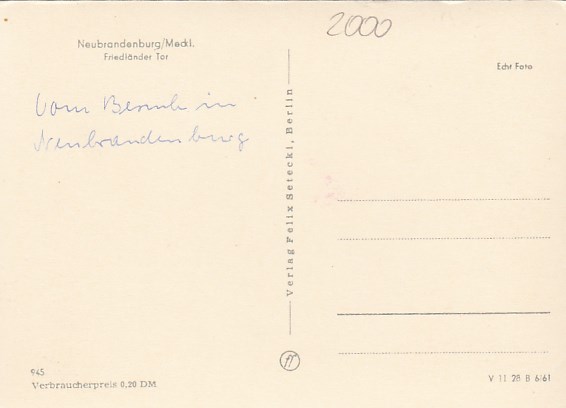 2000
Neubrandenburg/Meckl.
Friedländer Tor
Echt Foto
Vom Besuch in
Neubrandenburg
Verlag Felix Setecki, Berlin
945
Verbraucherpreis 0,20 DM
V 11 28 B 6/61